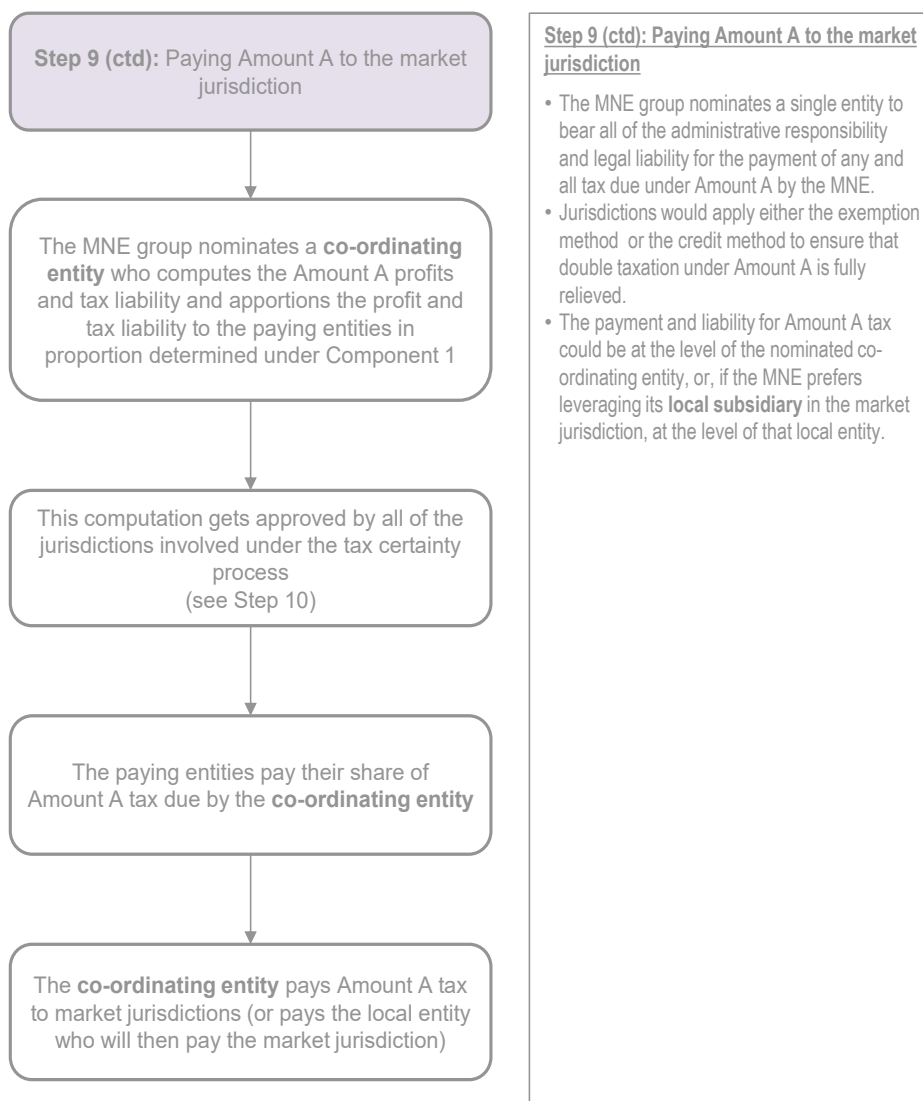 Step 9 (ctd): Paying Amount A to the market
jurisdiction
The MNE group nominates a co-ordinating
entity who computes the Amount A profits
and tax liability and apportions the profit and
tax liability to the paying entities in
proportion determined under Component 1
This computation gets approved by all of the
jurisdictions involved under the tax certainty
process
(see Step 10)
The paying entities pay their share of
Amount A tax due by the co-ordinating entity
The co-ordinating entity pays Amount A tax
to market jurisdictions (or pays the local entity
who will then pay the market jurisdiction)
Step 9 (ctd): Paying Amount A to the market
jurisdiction
• The MNE group nominates a single entity to
bear all of the administrative responsibility
and legal liability for the payment of any and
all tax due under Amount A by the MNE.
• Jurisdictions would apply either the exemption
method or the credit method to ensure that
double taxation under Amount A is fully
relieved.
• The payment and liability for Amount A tax
could be at the level of the nominated co-
ordinating entity, or, if the MNE prefers
leveraging its local subsidiary in the market
jurisdiction, at the level of that local entity.